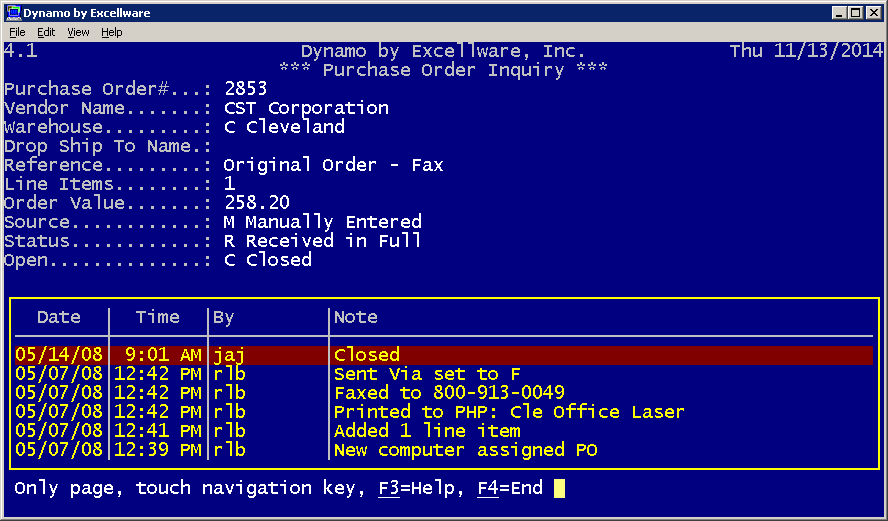 Dynamo by Excellware
File Edit View Help
4.1 Dynamo by Excellware, Inc. Thu 11/13/2014
*** Purchase Order Inquiry ***
Purchase Order#...: 2853
Vendor Name.......: CST Corporation
Warehouse.........: C Cleveland
Drop Ship To Name.:
Reference.........: Original Order - Fax
Line Items........: 1
Order Value.......: 258.20
Source............: M Manually Entered
Status............: R Received in Full
Open..............: C Closed
Date Time By Note
05/14/08 9:01 AM jaj Closed
05/07/08 12:42 PM rlb Sent Via set to F
05/07/08 12:42 PM rlb Faxed to 800-913-0049
05/07/08 12:42 PM rlb Printed to PHP: Cle Office Laser
05/07/08 12:41 PM rlb Added 1 line item
05/07/08 12:39 PM rlb New computer assigned PO
Only page, touch navigation key, F3=Help, F4=End